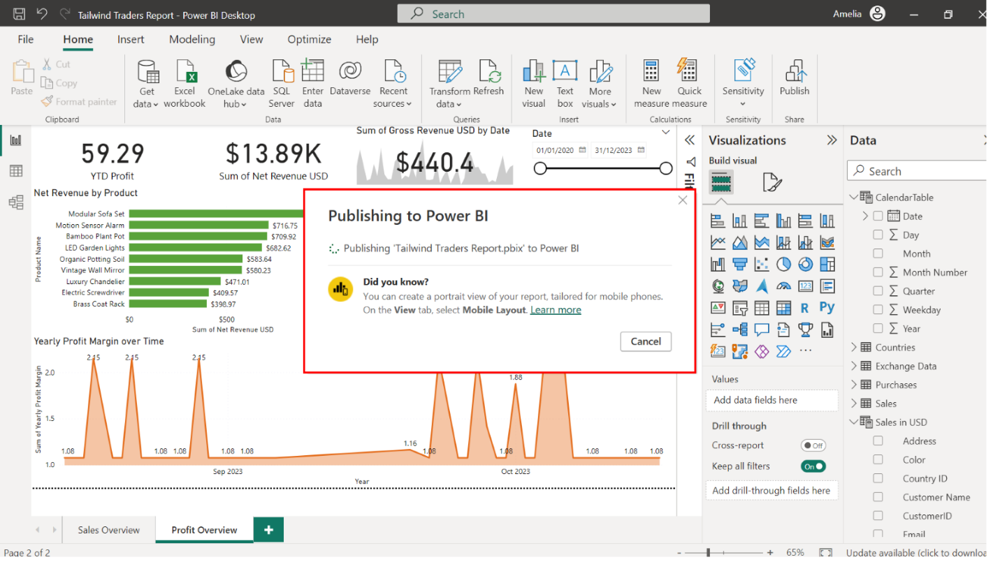 Tailwind Traders Report - Power BI Desktop
Search
Amelia
File Home Insert Modeling View Optimize Help
Paste
Cut
Copy
Format painter
Get data
Excel workbook
OneLake data hub
SQL Server
Enter data
Dataverse
Recent sources
Transform data
Refresh
New visual
Text box
More visuals
New measure
Quick measure
Sensitivity
Publish
Clipboard Data Queries Insert Calculations Sensitivity Share
59.29
YTD Profit
$13.89K
Sum of Net Revenue USD
Sum of Gross Revenue USD by Date
$440.4
Date
01/01/2020 31/12/2023
Net Revenue by Product
Product Name
Modular Sofa Set
Motion Sensor Alarm $716.75
Bamboo Plant Pot $709.92
LED Garden Lights $682.62
Organic Potting Soil $583.64
Vintage Wall Mirror $580.23
Luxury Chandelier $471.01
Electric Screwdriver $409.57
Brass Coat Rack $398.97
$0 $500
Sum of Net Revenue USD
Publishing to Power BI
Publishing 'Tailwind Traders Report.pbix' to Power BI
Did you know?
You can create a portrait view of your report, tailored for mobile phones.
On the View tab, select Mobile Layout. Learn more
Cancel
Yearly Profit Margin over Time
Sum of Yearly Profit Margin
2.0
1.5
1.0
2.15 2.15 2.15 1.88
1.08 1.08 1.08 1.08 1.08 1.16 1.08 1.08 1.08 1.08 1.08
Sep 2023 Oct 2023
Year
Visualizations
Build visual
R Py
123
Values
Add data fields here
Drill through
Cross-report Off
Keep all filters On
Add drill-through fields here
Data
Search
CalendarTable
Date
Day
Month
Month Number
Quarter
Weekday
Year
Countries
Exchange Data
Purchases
Sales
Sales in USD
Address
Color
Country ID
Customer Name
CustomerID
Email
Sales Overview Profit Overview
Page 2 of 2
65%
Update available (click to downloa